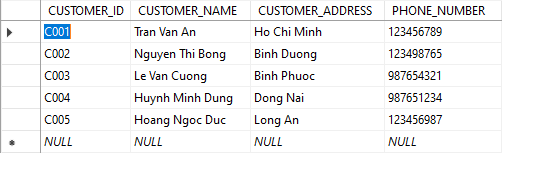 CUSTOMER_ID CUSTOMER_NAME CUSTOMER_ADDRESS PHONE_NUMBER
C001 Tran Van An Ho Chi Minh 123456789
C002 Nguyen Thi Bong Binh Duong 123498765
C003 Le Van Cuong Binh Phuoc 987654321
C004 Huynh Minh Dung Dong Nai 987651234
C005 Hoang Ngoc Duc Long An 123456987
NULL NULL NULL NULL